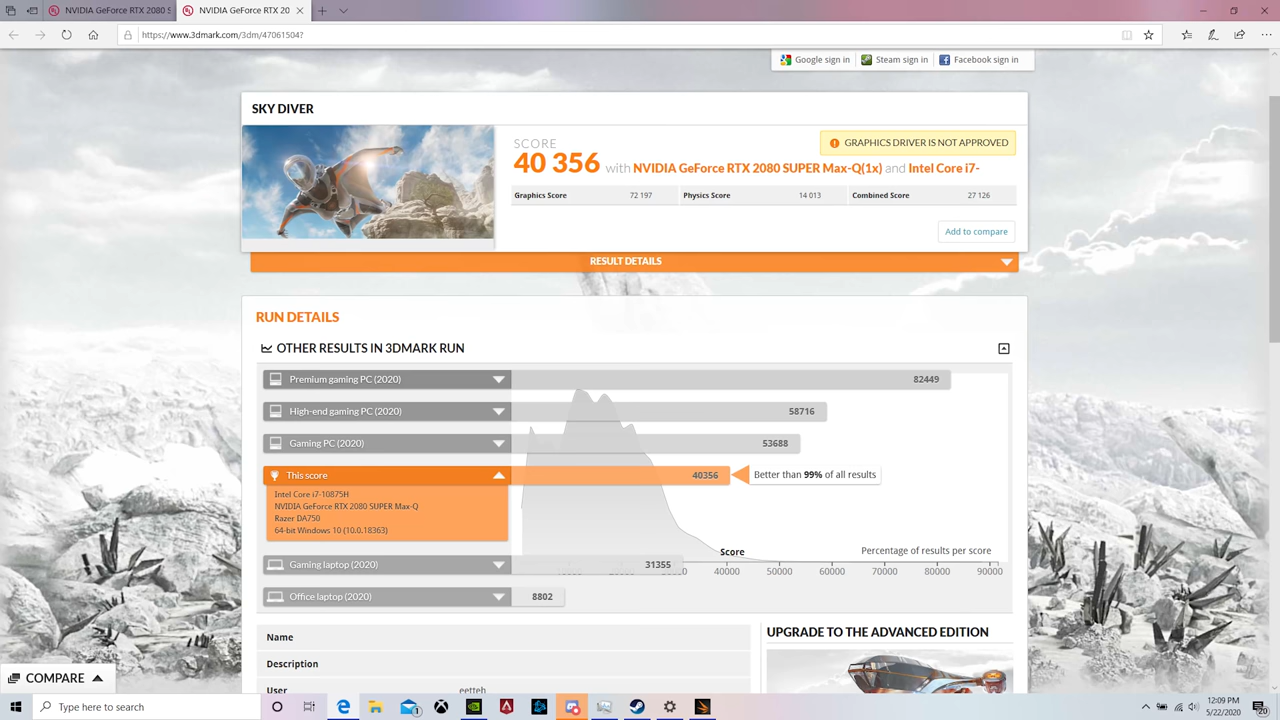 NVIDIA GeForce RTX 2080 S
NVIDIA GeForce RTX 20
https://www.3dmark.com/3dm/47061504?
Google sign in
Steam sign in
Facebook sign in
SKY DIVER
SCORE
GRAPHICS DRIVER IS NOT APPROVED
40 356 with NVIDIA GeForce RTX 2080 SUPER Max-Q(1x) and Intel Core i7-
Graphics Score 72 197 Physics Score 14 013 Combined Score 27 126
Add to compare
RESULT DETAILS
RUN DETAILS
OTHER RESULTS IN 3DMARK RUN
Premium gaming PC (2020) 82449
High-end gaming PC (2020) 58716
Gaming PC (2020) 53688
This score 40356 Better than 99% of all results
Intel Core i7-10875H
NVIDIA GeForce RTX 2080 SUPER Max-Q
Razer DA750
64-bit Windows 10 (10.0.18363)
Score
Percentage of results per score
Gaming laptop (2020) 31355
40000 50000 60000 70000 80000 90000
Office laptop (2020) 8802
Name
Description
User eetteh
UPGRADE TO THE ADVANCED EDITION
COMPARE
Type here to search
1
12:09 PM
5/22/2020
20